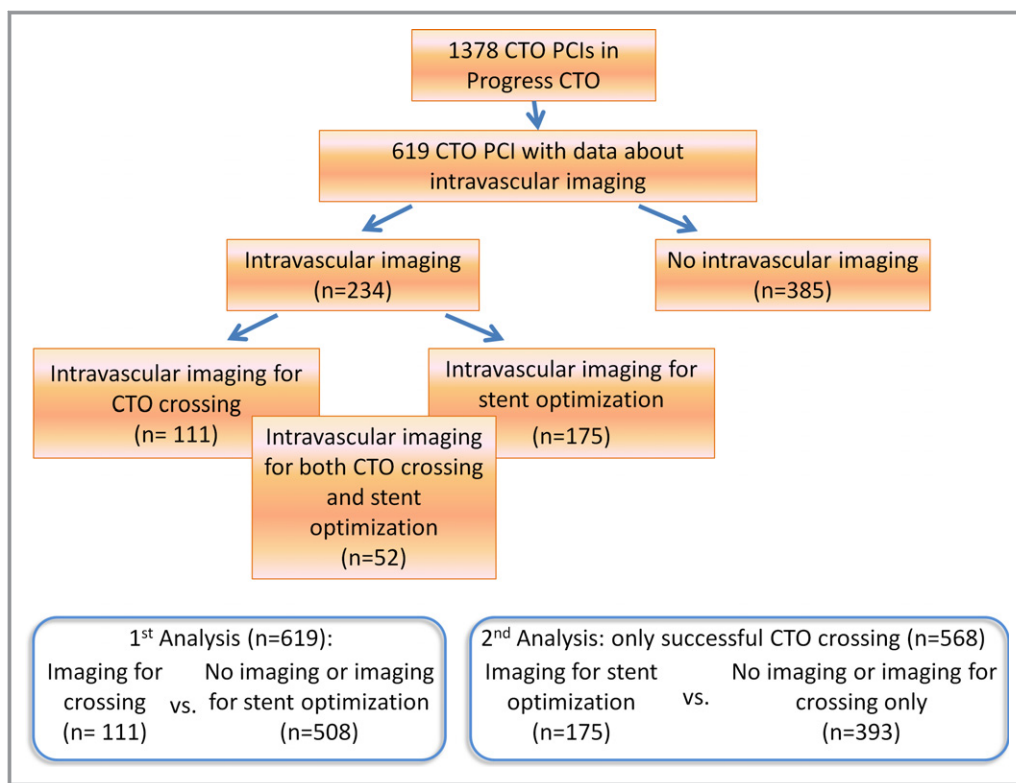 1378 CTO PCIs in
Progress CTO
619 CTO PCI with data about
intravascular imaging
Intravascular imaging
(n=234)
No intravascular imaging
(n=385)
Intravascular imaging for
CTO crossing
(n= 111)
Intravascular imaging for
stent optimization
(n=175)
Intravascular imaging
for both CTO crossing
and stent
optimization
(n=52)
1st Analysis (n=619):
Imaging for
crossing
(n= 111)
vs.
No imaging or imaging
for stent optimization
(n=508)
2nd Analysis: only successful CTO crossing (n=568)
Imaging for stent
optimization
(n=175)
vs.
No imaging or imaging for
crossing only
(n=393)